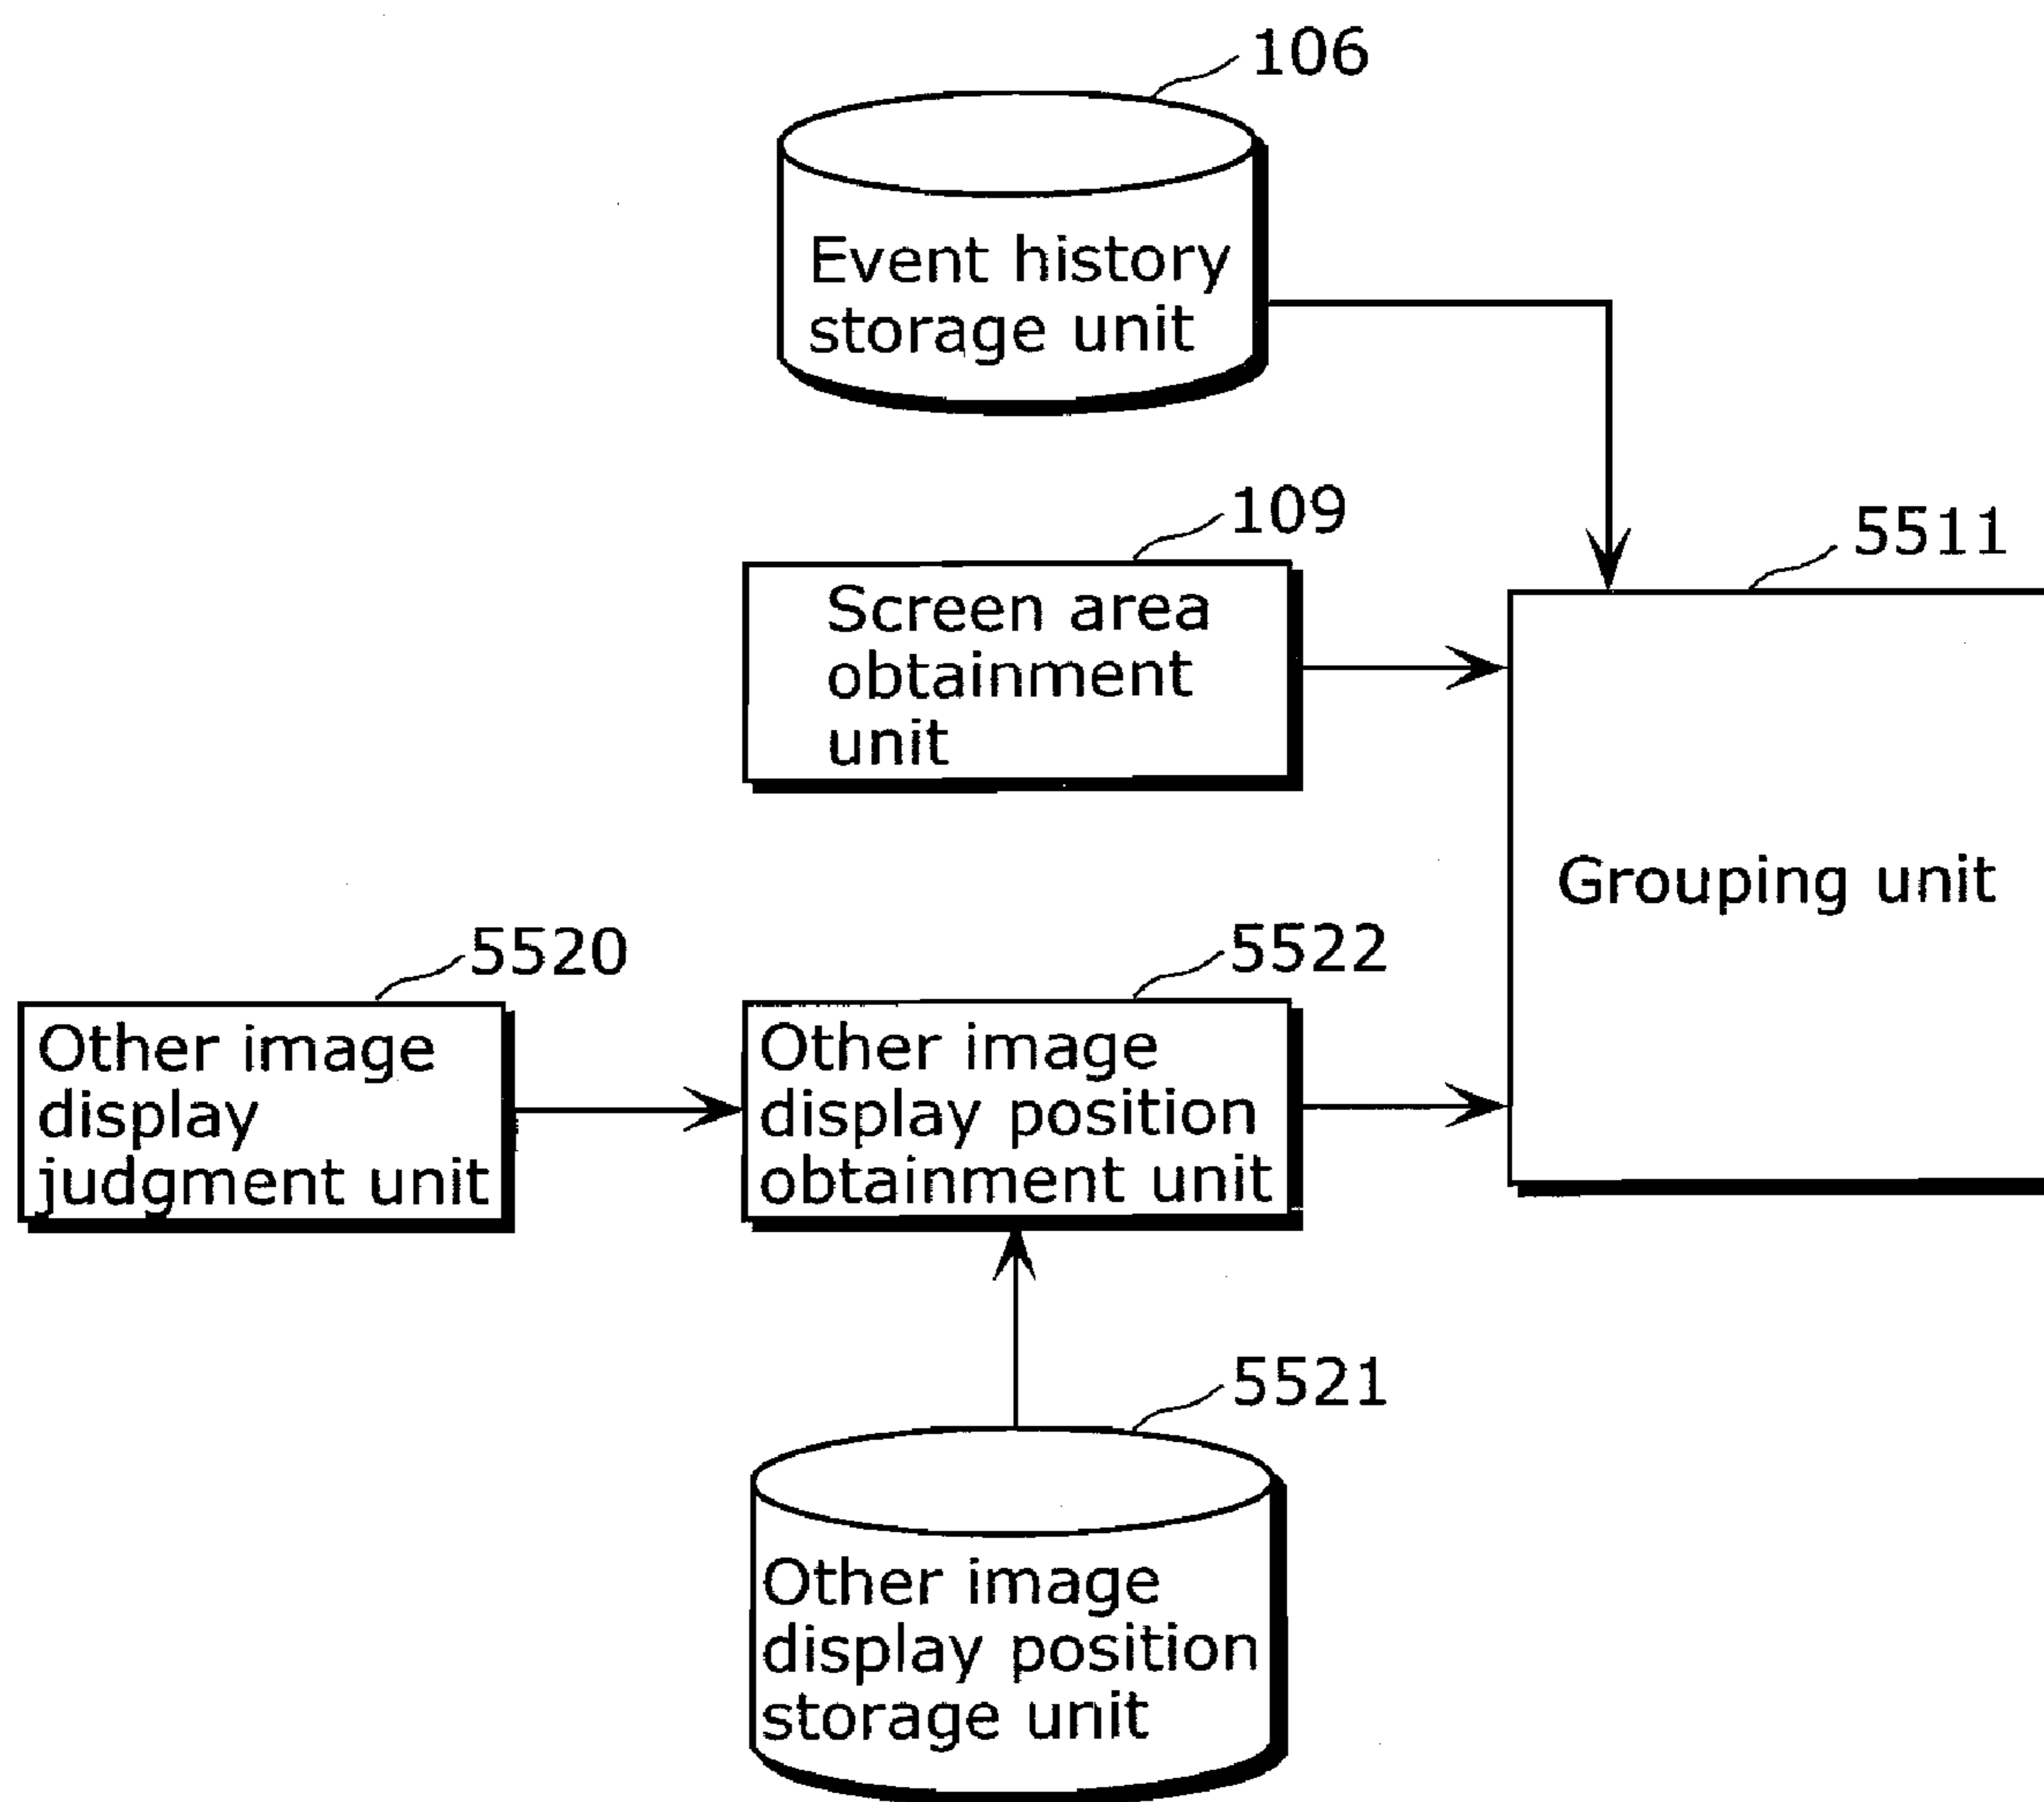 106
Event history
storage unit
109
Screen area
obtainment
unit
5511
Grouping unit
5520
Other image
display
judgment unit
5522
Other image
display position
obtainment unit
5521
Other image
display position
storage unit